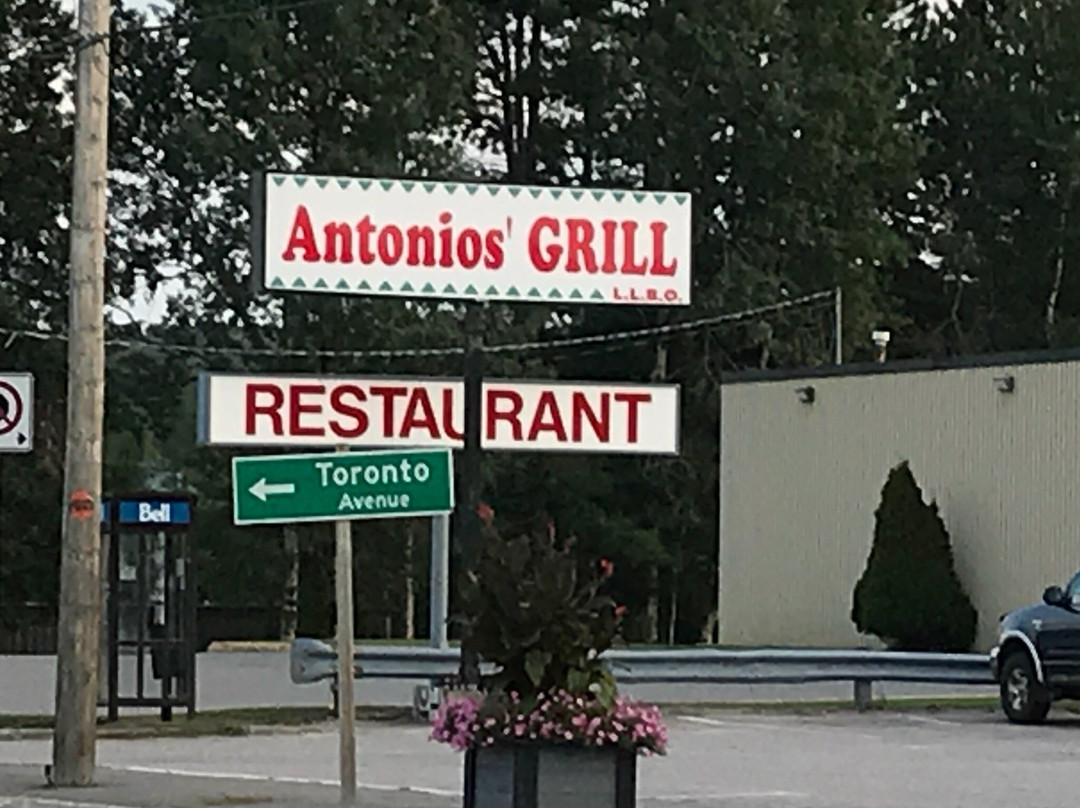 Antonios' GRILL
L.L.B.O.
RESTAURANT
Toronto
Avenue
Bell